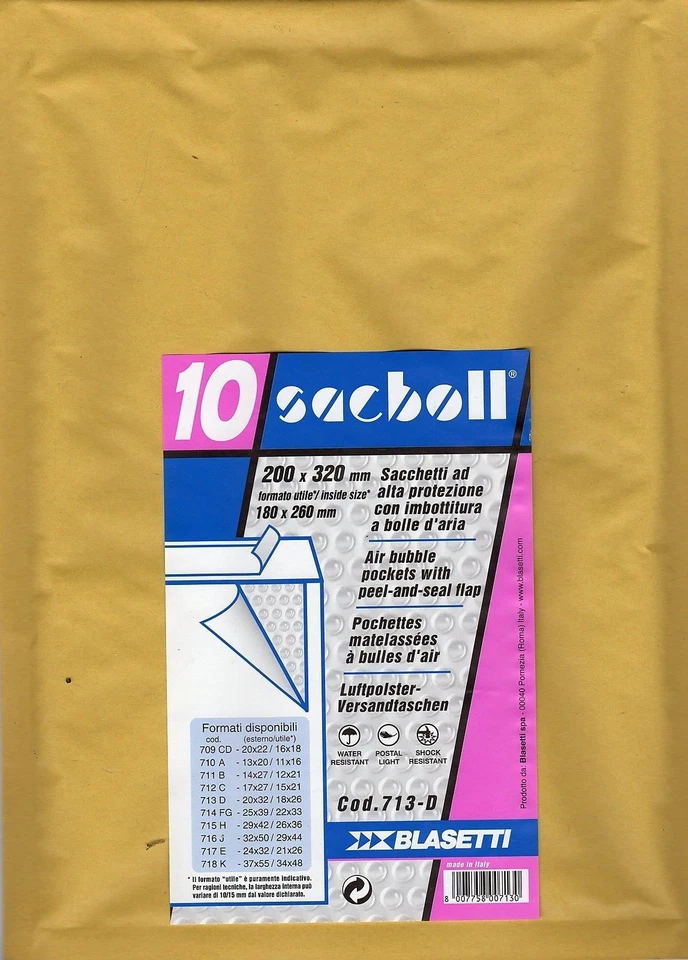 10 sacboll®
200 x 320 mm
formato utile*/ inside size*
180 x 260 mm
Sacchetti ad
alta protezione
con imbottitura
a bolle d'aria
Air bubble
pockets with
peel-and-seal flap
Pochettes
matelassées
à bulles d'air
Luftpolster-
Versandtaschen
WATER
RESISTANT
POSTAL
LIGHT
SHOCK
RESISTANT
Cod.713-D
Formati disponibili
cod. (esterno/utile*)
709 CD - 20x22 / 16x18
710 A - 13x20 / 11x16
711 B - 14x27 / 12x21
712 C - 17x27 / 15x21
713 D - 20x32 / 18x26
714 FG - 25x39 / 22x33
715 H - 29x42 / 26x36
716 J - 32x50 / 29x44
717 E - 24x32 / 21x26
718 K - 37x55 / 34x48
* Il formato "utile" è puramente indicativo.
Per ragioni tecniche, la larghezza interna può
variare di 10/15 mm dal valore dichiarato.
BLASETTI
made in Italy
8 007758 007130
Prodotto da: Blasetti spa - 00040 Pomezia (Roma) Italy - www.blasetti.com